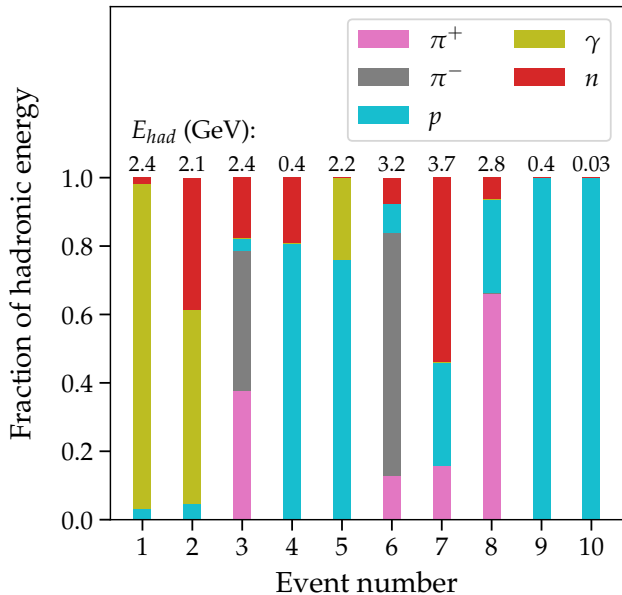 π⁺ γ
π⁻ n
p
E_had (GeV):
2.4 2.1 2.4 0.4 2.2 3.2 3.7 2.8 0.4 0.03
1.0
0.8
0.6
0.4
0.2
0.0
Fraction of hadronic energy
1 2 3 4 5 6 7 8 9 10
Event number